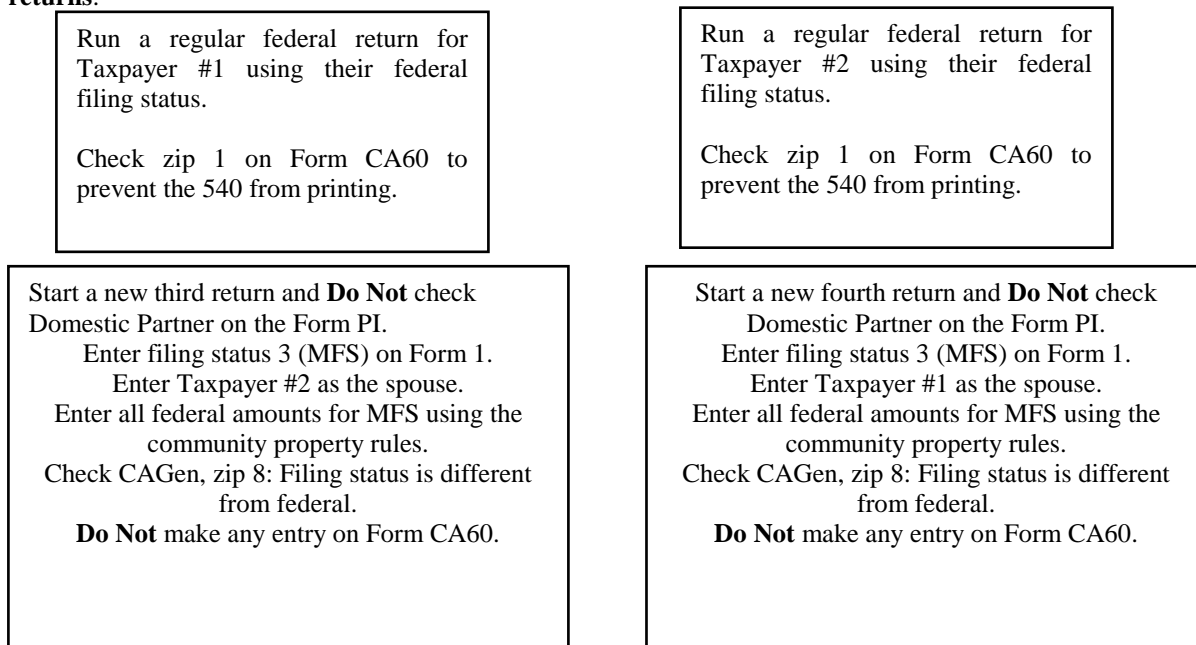 returns.
Run a regular federal return for
Taxpayer #1 using their federal
filing status.
Check zip 1 on Form CA60 to
prevent the 540 from printing.
Run a regular federal return for
Taxpayer #2 using their federal
filing status.
Check zip 1 on Form CA60 to
prevent the 540 from printing.
Start a new third return and Do Not check
Domestic Partner on the Form PI.
Enter filing status 3 (MFS) on Form 1.
Enter Taxpayer #2 as the spouse.
Enter all federal amounts for MFS using the
community property rules.
Check CAGen, zip 8: Filing status is different
from federal.
Do Not make any entry on Form CA60.
Start a new fourth return and Do Not check
Domestic Partner on the Form PI.
Enter filing status 3 (MFS) on Form 1.
Enter Taxpayer #1 as the spouse.
Enter all federal amounts for MFS using the
community property rules.
Check CAGen, zip 8: Filing status is different
from federal.
Do Not make any entry on Form CA60.